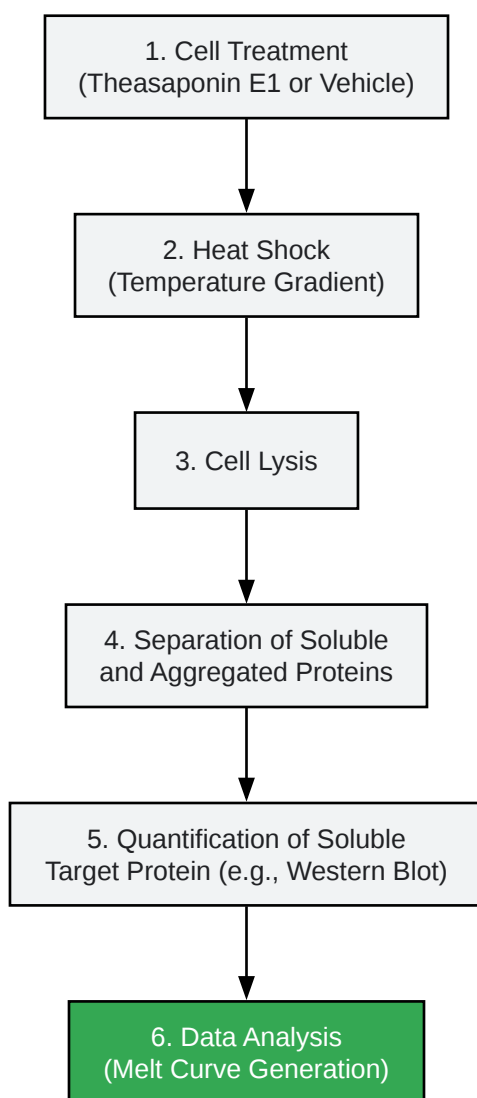 1. Cell Treatment
(Theasaponin E1 or Vehicle)
2. Heat Shock
(Temperature Gradient)
3. Cell Lysis
4. Separation of Soluble
and Aggregated Proteins
5. Quantification of Soluble
Target Protein (e.g., Western Blot)
6. Data Analysis
(Melt Curve Generation)